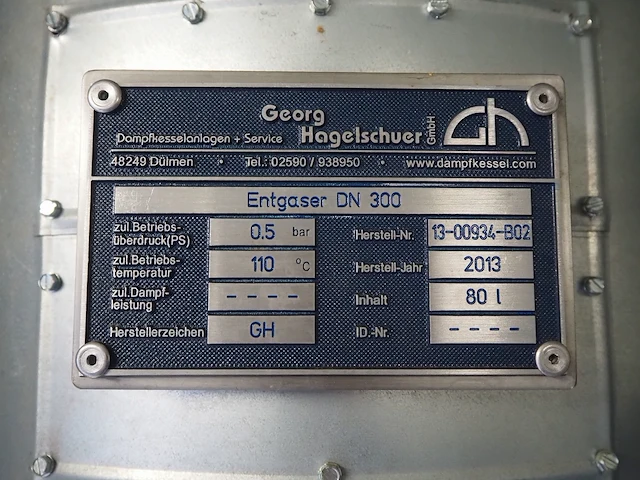 Georg
Hagelschuer GmbH
Dampfkesselanlagen + Service
Gh
48249 Dülmen • Tel.: 02590 / 938950 • www.dampfkessel.com
Entgaser DN 300
zul.Betriebs-
überdruck(PS) 0.5 bar
Herstell-Nr. 13-00934-B02
zul.Betriebs-
temperatur 110 °C
Herstell-Jahr 2013
zul.Dampf-
leistung ----
Inhalt 80 l
Herstellerzeichen GH
ID.-Nr. ----